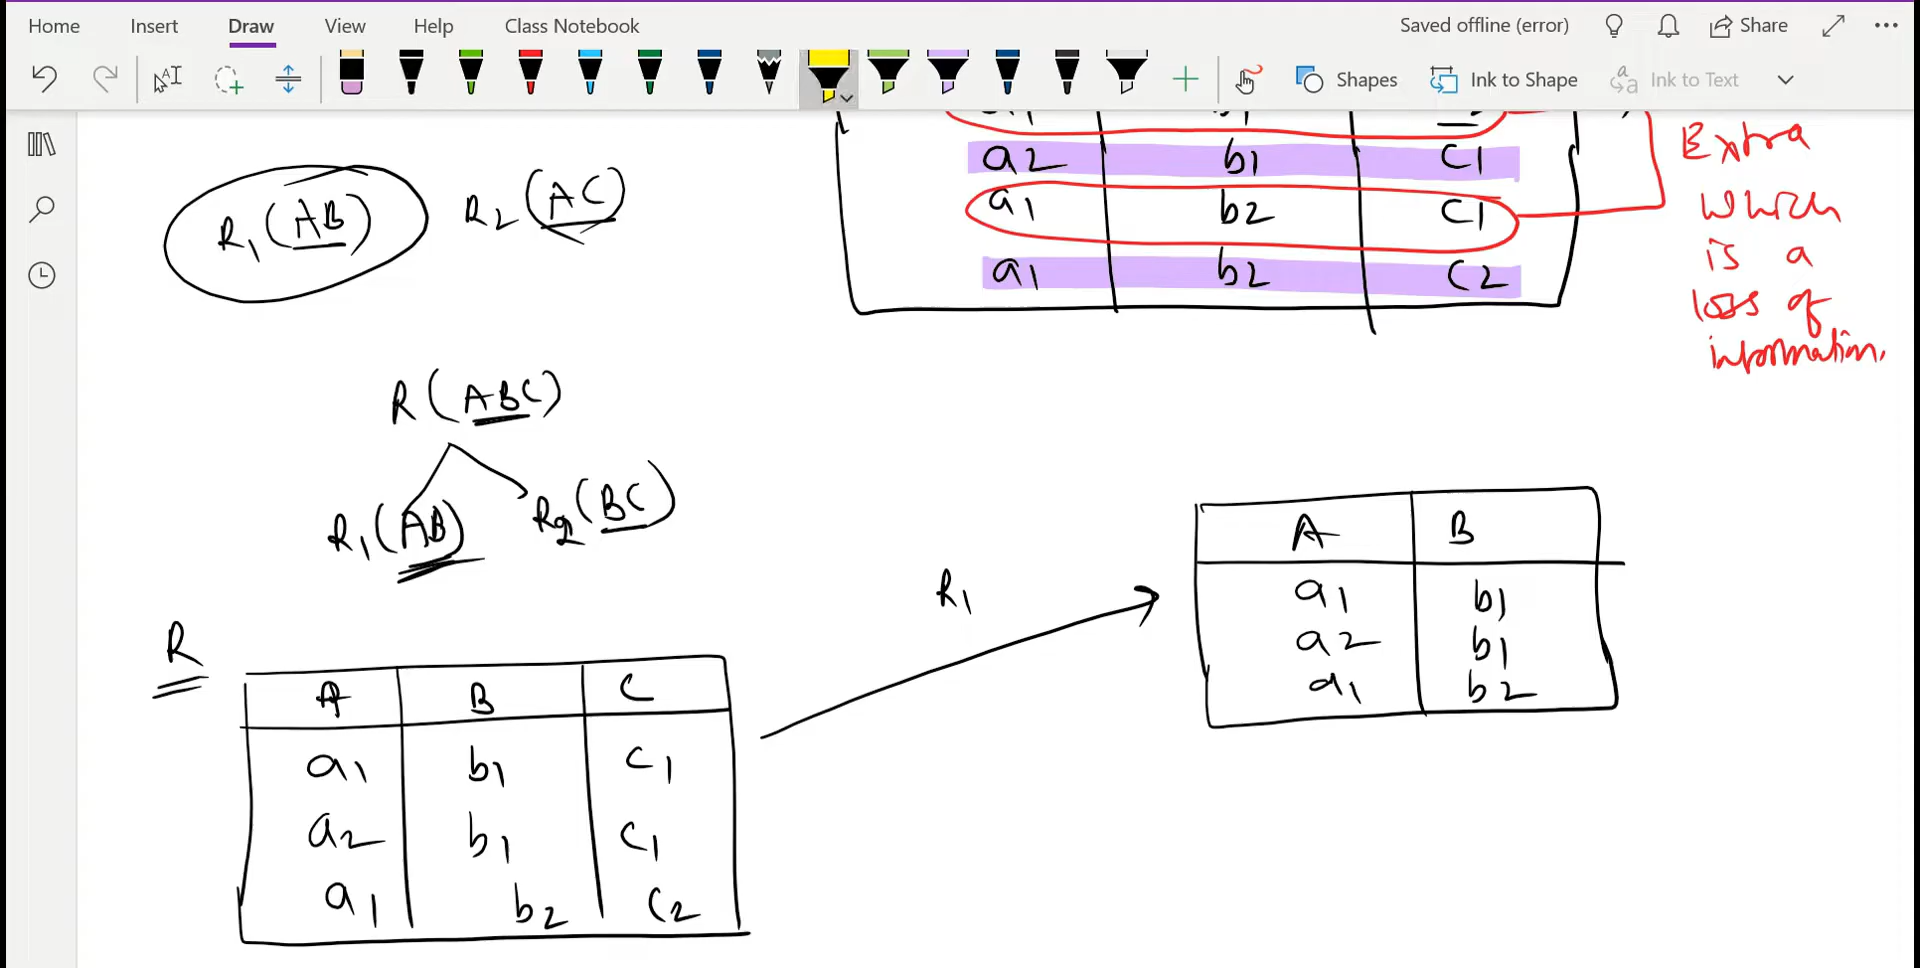 Home Insert Draw View Help Class Notebook Saved offline (error) Share
Shapes Ink to Shape Ink to Text
R1 (AB) R2 (AC)
a2 b1 c1
a1 b2 c1
a1 b2 c2
Extra
which
is a
loss of
information.
R (ABC)
R1 (AB) R2 (BC)
R1
A B
a1 b1
a2 b1
a1 b2
R
A B C
a1 b1 c1
a2 b1 c1
a1 b2 c2